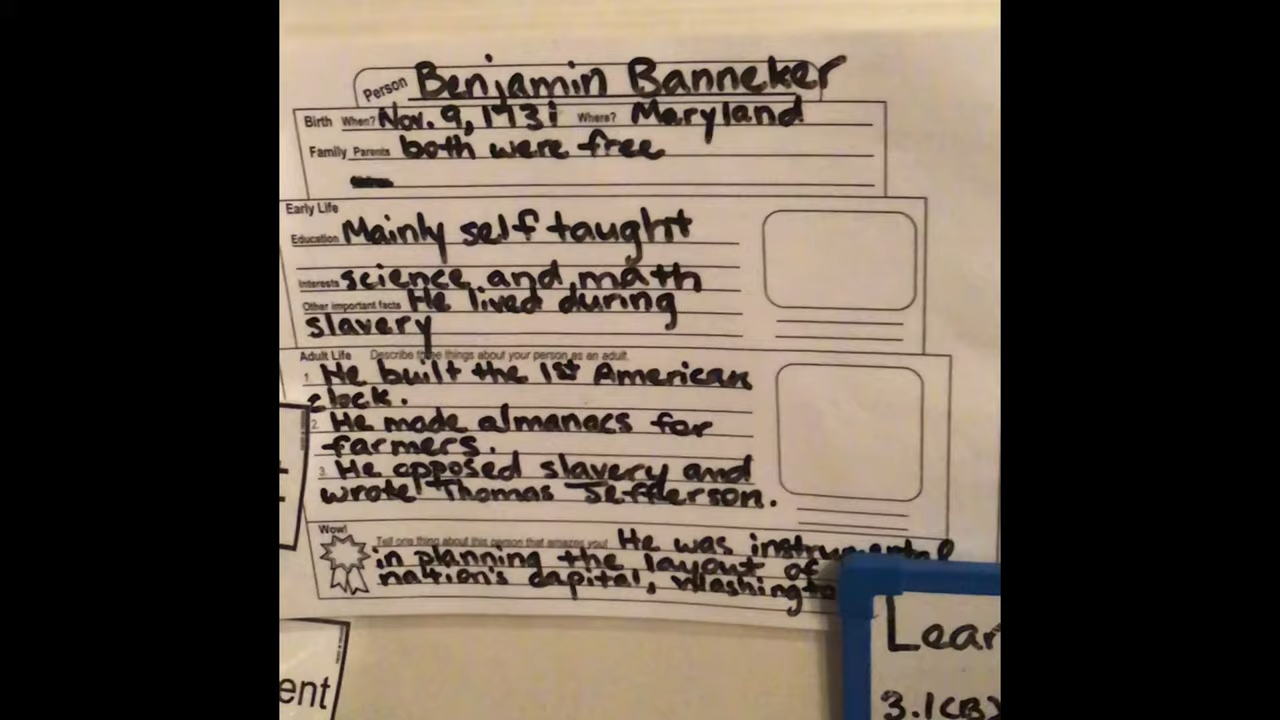 Person Benjamin Banneker
Birth When? Nov. 9, 1731 Where? Maryland
Family Parents both were free
Early Life
Education Mainly self taught
Interests science and math
Other important facts He lived during
slavery
Adult Life Describe three things about your person as an adult.
1. He built the 1st American
clock.
2. He made almanacs for
farmers.
3. He opposed slavery and
wrote Thomas Jefferson.
Wow!
Tell one thing about this person that amazes you! He was instrumental
in planning the layout of
nation's capital, Washingto
Lear
3.1(B)
ent